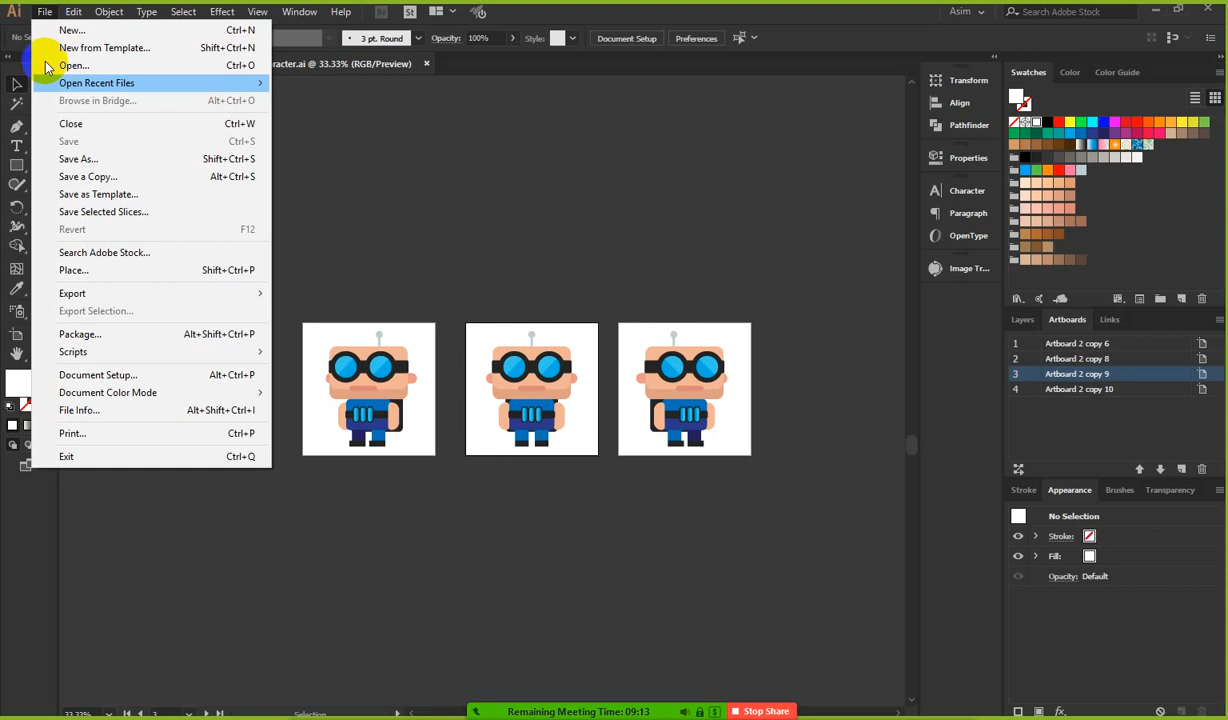 Ai File Edit Object Type Select Effect View Window Help Br St Asim Search Adobe Stock
3 pt. Round Opacity: 100% Style: Document Setup Preferences
racter.ai @ 33.33% (RGB/Preview)
New... Ctrl+N
New from Template... Shift+Ctrl+N
Open... Ctrl+O
Open Recent Files
Browse in Bridge... Alt+Ctrl+O
Close Ctrl+W
Save Ctrl+S
Save As... Shift+Ctrl+S
Save a Copy... Alt+Ctrl+S
Save as Template...
Save Selected Slices...
Revert F12
Search Adobe Stock...
Place... Shift+Ctrl+P
Export
Export Selection...
Package... Alt+Shift+Ctrl+P
Scripts
Document Setup... Alt+Ctrl+P
Document Color Mode
File Info... Alt+Shift+Ctrl+I
Print... Ctrl+P
Exit Ctrl+Q
Transform
Align
Pathfinder
Properties
Character
Paragraph
OpenType
Image Tr...
Swatches Color Color Guide
Layers Artboards Links
1 Artboard 2 copy 6
2 Artboard 2 copy 8
3 Artboard 2 copy 9
4 Artboard 2 copy 10
Stroke Appearance Brushes Transparency
No Selection
Stroke:
Fill:
Opacity: Default
33.33% 3 Selection
Remaining Meeting Time: 09:13 Stop Share